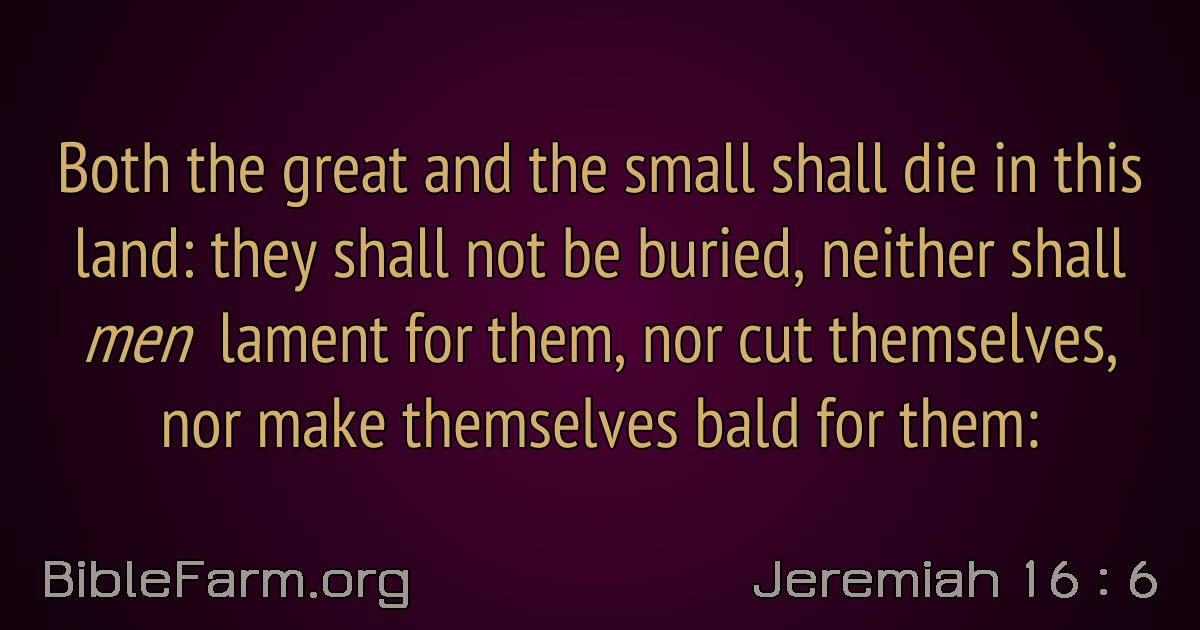 Both the great and the small shall die in this
land: they shall not be buried, neither shall
men lament for them, nor cut themselves,
nor make themselves bald for them:
BibleFarm.org
Jeremiah 16 : 6